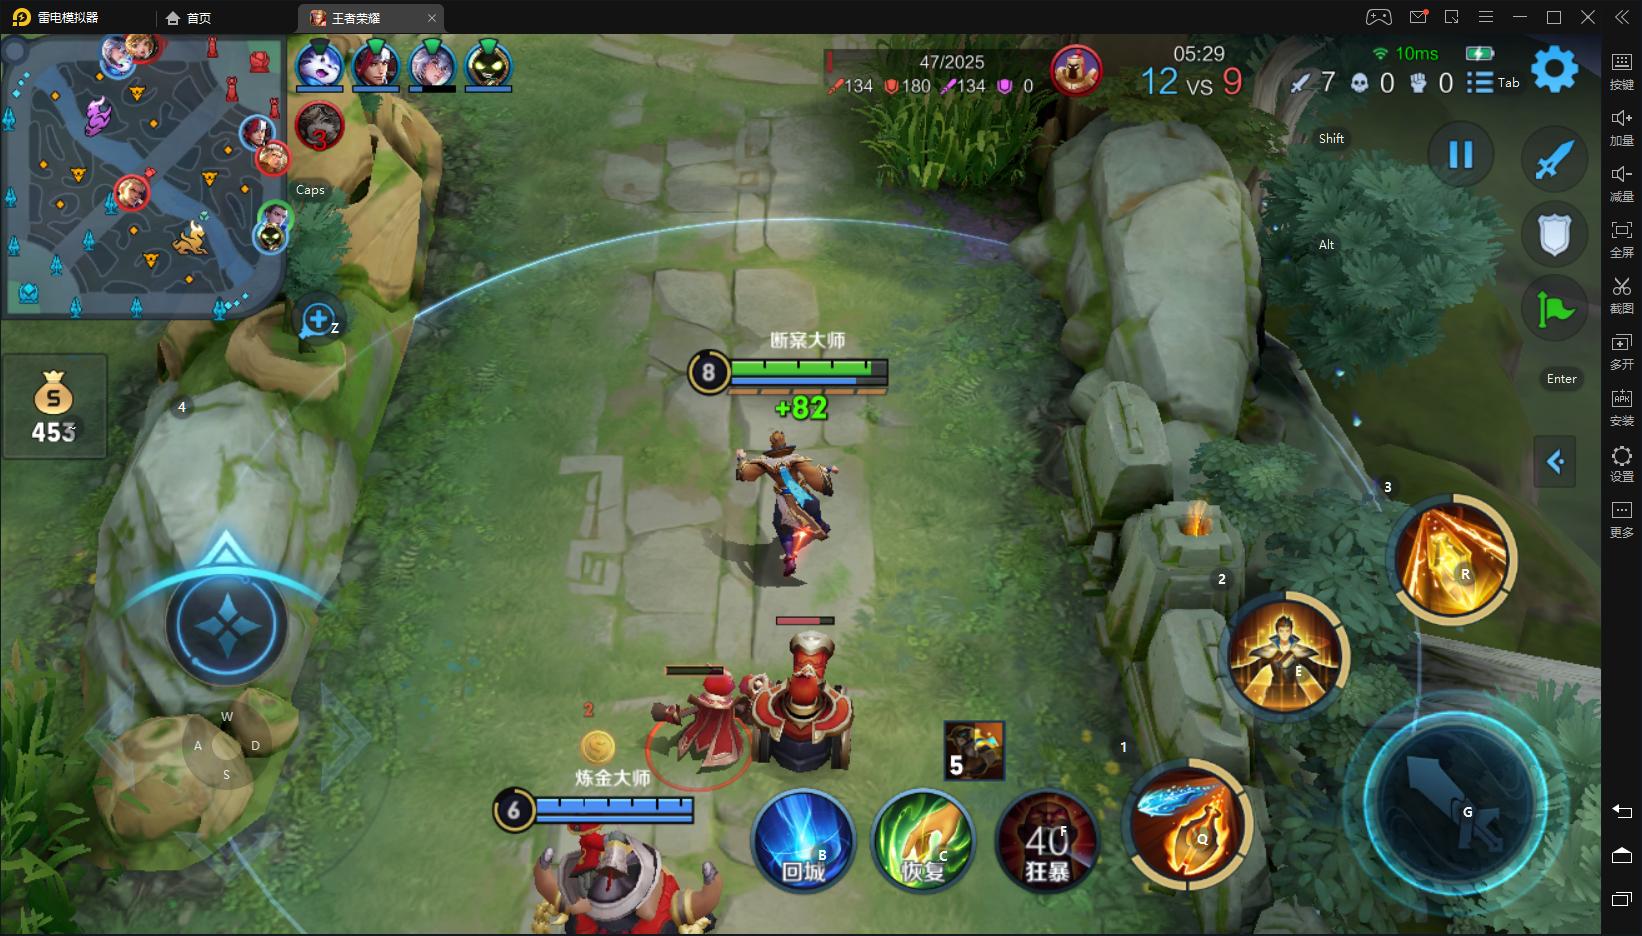 雷电模拟器
首页
王者荣耀
47/2025
134 180 134 0
05:29
12 VS 9
10ms
7 0 0 Tab
3
Caps
Shift
Alt
Z
Enter
453
4
断案大师
8
+82
3
R
2
E
1
Q
G
W
A D
S
2
炼金大师
6
5
B
回城
C
恢复
40
F
狂暴
按键
加量
减量
全屏
截图
多开
APK
安装
设置
更多